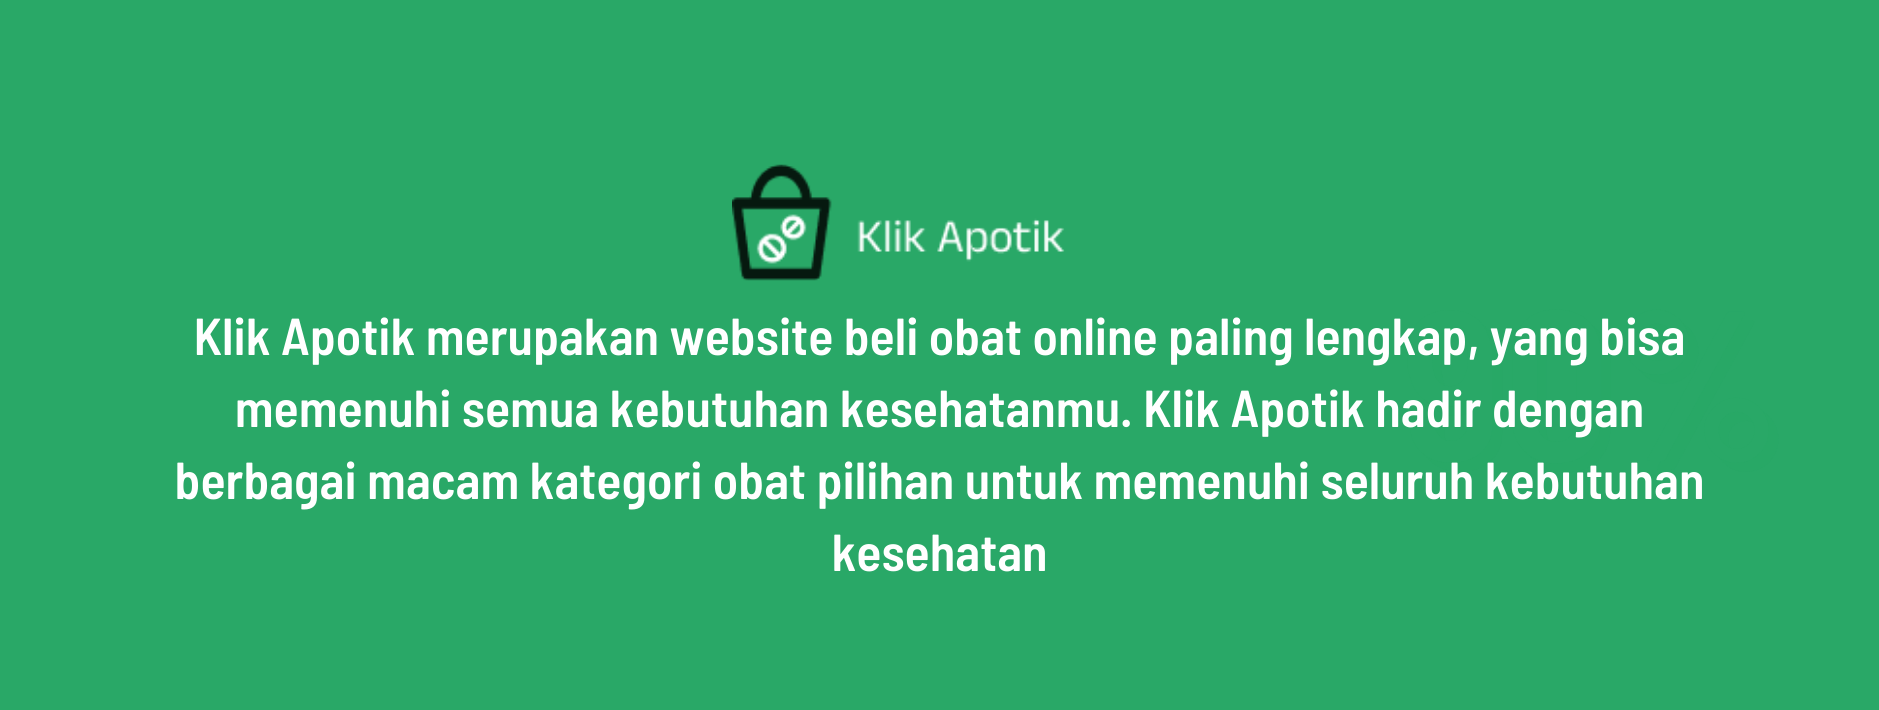 Klik Apotik
Klik Apotik merupakan website beli obat online paling lengkap, yang bisa
memenuhi semua kebutuhan kesehatanmu. Klik Apotik hadir dengan
berbagai macam kategori obat pilihan untuk memenuhi seluruh kebutuhan
kesehatan